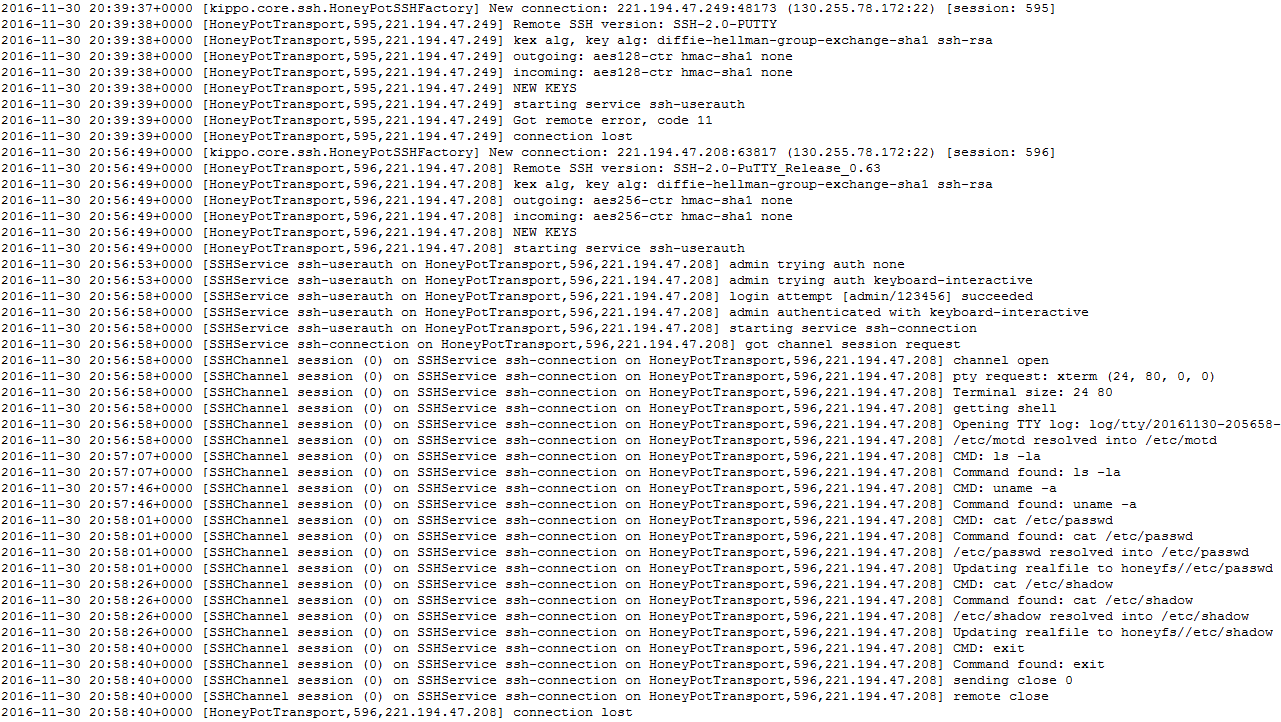 2016-11-30 20:39:37+0000 [kippo.core.ssh.HoneyPotSSHFactory] New connection: 221.194.47.249:48173 (130.255.78.172:22) [session: 595]
2016-11-30 20:39:38+0000 [HoneyPotTransport,595,221.194.47.249] Remote SSH version: SSH-2.0-PUTTY
2016-11-30 20:39:38+0000 [HoneyPotTransport,595,221.194.47.249] kex alg, key alg: diffie-hellman-group-exchange-sha1 ssh-rsa
2016-11-30 20:39:38+0000 [HoneyPotTransport,595,221.194.47.249] outgoing: aes128-ctr hmac-sha1 none
2016-11-30 20:39:38+0000 [HoneyPotTransport,595,221.194.47.249] incoming: aes128-ctr hmac-sha1 none
2016-11-30 20:39:38+0000 [HoneyPotTransport,595,221.194.47.249] NEW KEYS
2016-11-30 20:39:39+0000 [HoneyPotTransport,595,221.194.47.249] starting service ssh-userauth
2016-11-30 20:39:39+0000 [HoneyPotTransport,595,221.194.47.249] Got remote error, code 11
2016-11-30 20:39:39+0000 [HoneyPotTransport,595,221.194.47.249] connection lost
2016-11-30 20:56:49+0000 [kippo.core.ssh.HoneyPotSSHFactory] New connection: 221.194.47.208:63817 (130.255.78.172:22) [session: 596]
2016-11-30 20:56:49+0000 [HoneyPotTransport,596,221.194.47.208] Remote SSH version: SSH-2.0-PuTTY_Release_0.63
2016-11-30 20:56:49+0000 [HoneyPotTransport,596,221.194.47.208] kex alg, key alg: diffie-hellman-group-exchange-sha1 ssh-rsa
2016-11-30 20:56:49+0000 [HoneyPotTransport,596,221.194.47.208] outgoing: aes256-ctr hmac-sha1 none
2016-11-30 20:56:49+0000 [HoneyPotTransport,596,221.194.47.208] incoming: aes256-ctr hmac-sha1 none
2016-11-30 20:56:49+0000 [HoneyPotTransport,596,221.194.47.208] NEW KEYS
2016-11-30 20:56:49+0000 [HoneyPotTransport,596,221.194.47.208] starting service ssh-userauth
2016-11-30 20:56:53+0000 [SSHService ssh-userauth on HoneyPotTransport,596,221.194.47.208] admin trying auth none
2016-11-30 20:56:53+0000 [SSHService ssh-userauth on HoneyPotTransport,596,221.194.47.208] admin trying auth keyboard-interactive
2016-11-30 20:56:58+0000 [SSHService ssh-userauth on HoneyPotTransport,596,221.194.47.208] login attempt [admin/123456] succeeded
2016-11-30 20:56:58+0000 [SSHService ssh-userauth on HoneyPotTransport,596,221.194.47.208] admin authenticated with keyboard-interactive
2016-11-30 20:56:58+0000 [SSHService ssh-userauth on HoneyPotTransport,596,221.194.47.208] starting service ssh-connection
2016-11-30 20:56:58+0000 [SSHService ssh-connection on HoneyPotTransport,596,221.194.47.208] got channel session request
2016-11-30 20:56:58+0000 [SSHChannel session (0) on SSHService ssh-connection on HoneyPotTransport,596,221.194.47.208] channel open
2016-11-30 20:56:58+0000 [SSHChannel session (0) on SSHService ssh-connection on HoneyPotTransport,596,221.194.47.208] pty request: xterm (24, 80, 0, 0)
2016-11-30 20:56:58+0000 [SSHChannel session (0) on SSHService ssh-connection on HoneyPotTransport,596,221.194.47.208] Terminal size: 24 80
2016-11-30 20:56:58+0000 [SSHChannel session (0) on SSHService ssh-connection on HoneyPotTransport,596,221.194.47.208] getting shell
2016-11-30 20:56:58+0000 [SSHChannel session (0) on SSHService ssh-connection on HoneyPotTransport,596,221.194.47.208] Opening TTY log: log/tty/20161130-205658-
2016-11-30 20:56:58+0000 [SSHChannel session (0) on SSHService ssh-connection on HoneyPotTransport,596,221.194.47.208] /etc/motd resolved into /etc/motd
2016-11-30 20:57:07+0000 [SSHChannel session (0) on SSHService ssh-connection on HoneyPotTransport,596,221.194.47.208] CMD: ls -la
2016-11-30 20:57:07+0000 [SSHChannel session (0) on SSHService ssh-connection on HoneyPotTransport,596,221.194.47.208] Command found: ls -la
2016-11-30 20:57:46+0000 [SSHChannel session (0) on SSHService ssh-connection on HoneyPotTransport,596,221.194.47.208] CMD: uname -a
2016-11-30 20:57:46+0000 [SSHChannel session (0) on SSHService ssh-connection on HoneyPotTransport,596,221.194.47.208] Command found: uname -a
2016-11-30 20:58:01+0000 [SSHChannel session (0) on SSHService ssh-connection on HoneyPotTransport,596,221.194.47.208] CMD: cat /etc/passwd
2016-11-30 20:58:01+0000 [SSHChannel session (0) on SSHService ssh-connection on HoneyPotTransport,596,221.194.47.208] Command found: cat /etc/passwd
2016-11-30 20:58:01+0000 [SSHChannel session (0) on SSHService ssh-connection on HoneyPotTransport,596,221.194.47.208] /etc/passwd resolved into /etc/passwd
2016-11-30 20:58:01+0000 [SSHChannel session (0) on SSHService ssh-connection on HoneyPotTransport,596,221.194.47.208] Updating realfile to honeyfs//etc/passwd
2016-11-30 20:58:26+0000 [SSHChannel session (0) on SSHService ssh-connection on HoneyPotTransport,596,221.194.47.208] CMD: cat /etc/shadow
2016-11-30 20:58:26+0000 [SSHChannel session (0) on SSHService ssh-connection on HoneyPotTransport,596,221.194.47.208] Command found: cat /etc/shadow
2016-11-30 20:58:26+0000 [SSHChannel session (0) on SSHService ssh-connection on HoneyPotTransport,596,221.194.47.208] /etc/shadow resolved into /etc/shadow
2016-11-30 20:58:26+0000 [SSHChannel session (0) on SSHService ssh-connection on HoneyPotTransport,596,221.194.47.208] Updating realfile to honeyfs//etc/shadow
2016-11-30 20:58:40+0000 [SSHChannel session (0) on SSHService ssh-connection on HoneyPotTransport,596,221.194.47.208] CMD: exit
2016-11-30 20:58:40+0000 [SSHChannel session (0) on SSHService ssh-connection on HoneyPotTransport,596,221.194.47.208] Command found: exit
2016-11-30 20:58:40+0000 [SSHChannel session (0) on SSHService ssh-connection on HoneyPotTransport,596,221.194.47.208] sending close 0
2016-11-30 20:58:40+0000 [SSHChannel session (0) on SSHService ssh-connection on HoneyPotTransport,596,221.194.47.208] remote close
2016-11-30 20:58:40+0000 [HoneyPotTransport,596,221.194.47.208] connection lost